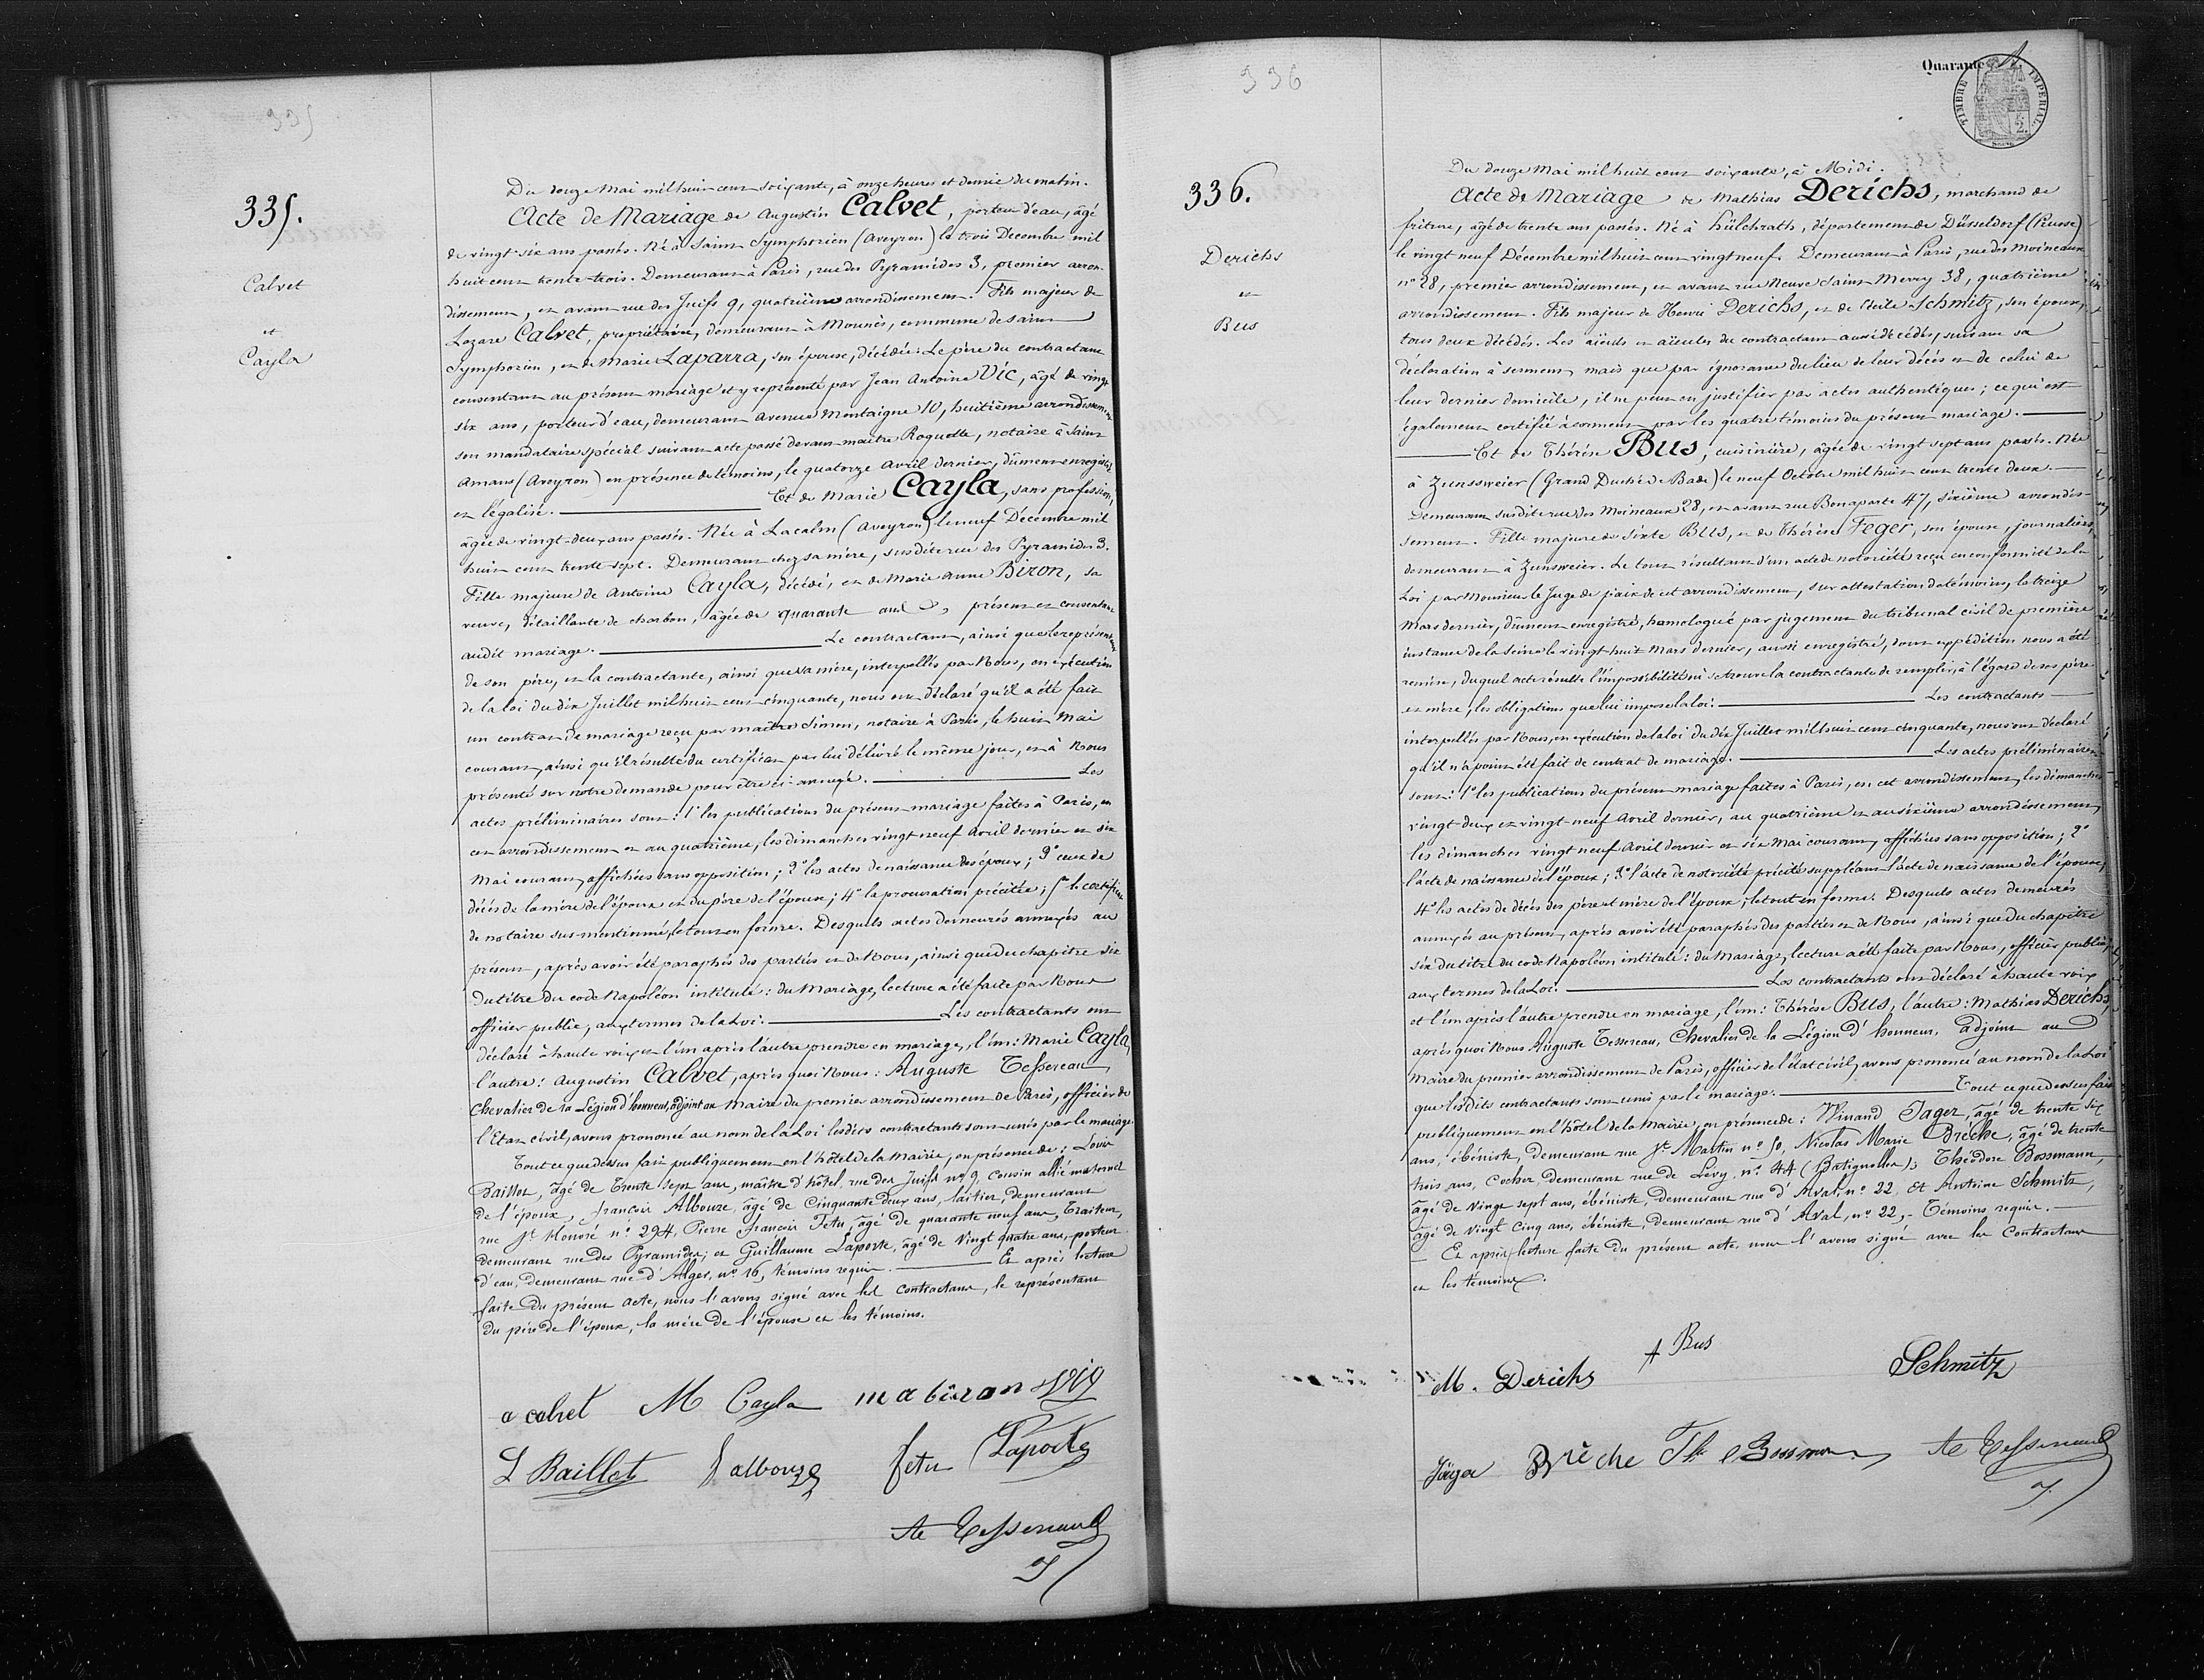 335
335.
Calvet
et
Cayla
Du douze Mai mil huit cent soixante, à onze heures et demie du matin.
Acte de Mariage de Augustin Calvet, porteur d'eau, âgé
de vingt-six ans passés. Né à Saint Symphorien (Aveyron) le trois Décembre mil
huit cent trente-trois. Demeurant à Paris, rue des Pyramides 3, premier arron-
dissement, et avant rue des Juifs 9, quatrième arrondissement. Fils majeur de
Lazare Calvet, propriétaire, demeurant à Mounès, commune de Saint
Symphorien, et de Marie Laparra, son épouse, décédée. Le père du contractant
consentant au présent mariage et y représenté par Jean Antoine Vic, âgé de vingt
six ans, porteur d'eau, demeurant avenue Montaigne 10, huitième arrondissement
son mandataire spécial suivant acte passé devant maitre Roquette, notaire à Saint
Amans (Aveyron) en présence de témoins, le quatorze Avril dernier, dûment enregistré
et légalisé. Et de Marie Cayla, sans profession,
âgée de vingt-deux ans passés. Née à Lacalm (Aveyron) le neuf Décembre mil
huit cent trente-sept. Demeurant chez sa mère, susdite rue des Pyramides 3.
Fille majeure de Antoine Cayla, décédé, et de Marie Anne Biron, sa
veuve, détaillante de charbon, âgée de quarante ans, présente et consentante
audit mariage. Le contractant, ainsi que le représentant
de son père, et la contractante, ainsi que sa mère, interpellés par Nous, en exécution
de la loi du dix Juillet mil huit cent cinquante, nous ont déclaré qu'il a été fait
un contrat de mariage reçu par maître Simon, notaire à Paris, le huit Mai
courant, ainsi qu'il résulte du certificat par lui délivré le même jour, et à Nous
présenté sur notre demande pour être ci-annexé. Les
actes préliminaires sont: 1° les publications du présent mariage faites à Paris, en
cet arrondissement et au quatrième, les dimanches vingt neuf Avril dernier et six
Mai courant, affichées sans opposition; 2° les actes de naissance des époux; 3° ceux de
décès de la mère de l'époux et du père de l'épouse; 4° la procuration précitée; 5° le certificat
de notaire sus-mentionné, le tout en forme. Desquels actes demeurés annexés au
présent, après avoir été paraphés des parties et de Nous, ainsi que du chapitre six
du titre du code Napoléon intitulé: du Mariage, lecture a été faite par Nous
officier public, aux termes de la Loi. Les contractants ont
déclaré à haute voix et l'un après l'autre prendre en mariage, l'un: Marie Cayla,
l'autre: Augustin Calvet, après quoi Nous: Auguste Tessereau
Chevalier de la Légion d'honneur, adjoint au Maire du premier arrondissement de Paris, officier de
l'Etat civil, avons prononcé au nom de la Loi les dits contractants sont unis par le mariage.
Tout ce que dessus fait publiquement en l'hôtel de la Mairie, en présence de: Louis
Baillot, âgé de Trente sept ans, maître d'hôtel, rue des Juifs n° 9, cousin allié maternel
de l'époux, François Albouze, âgé de Cinquante deux ans, laitier, demeurant
rue St Honoré n° 294, Pierre François Fétu, âgé de quarante neuf ans, Traiteur,
demeurant rue des Pyramides; et Guillaume Laporte, âgé de Vingt quatre ans, porteur
d'eau, demeurant rue d'Alger, n° 16, témoins requis. Et après lecture
faite du présent acte, nous l'avons signé avec les contractants, le représentant
du père de l'époux, la mère de l'épouse et les témoins.
a calvet M Cayla m a biron Vig
L Baillot f albouze fetu Laporte
Ate Tessereau
336
336.
Derichs
et
Bus
Quarante
TIMBRE IMPERIAL
Du douze Mai mil huit cent soixante, à Midi.
Acte de Mariage de Mathias Derichs, marchand de
friture, âgé de trente ans passés. Né à Hülchrath, département de Düsseldorf (Prusse)
le vingt neuf Décembre mil huit cent vingt neuf. Demeurant à Paris, rue des Moineaux
n° 28, premier arrondissement, et avant rue Neuve Saint Merry 38, quatrième
arrondissement. Fils majeur de Henri Derichs, et de Cécile Schmitz, son épouse,
tous deux décédés. Les aïeuls et aïeules du contractant aussi décédés, suivant sa
déclaration à serment, mais que par ignorance du lieu de leur décès et de celui de
leur dernier domicile, il ne peut en justifier par actes authentiques; ce qui est
également certifié à serment par les quatre témoins du présent mariage.
Et de Thérèse Bus, cuisinière, âgée de vingt sept ans passés. Née
à Zunsweier (Grand Duché de Bade) le neuf Octobre mil huit cent trente deux.
Demeurant susdite rue des Moineaux 28, et avant rue Bonaparte 47, sixième arrondis-
sement. Fille majeure de Sixte Bus, et de Thérèse Feger, son épouse, journaliers,
demeurant à Zunsweier. Le tout résultant d'un acte de notoriété reçu en conformité de la
Loi par Monsieur le Juge de paix de cet arrondissement, sur attestation de témoins, le treize
Mars dernier, dûment enregistré, homologué par jugement du tribunal civil de première
instance de la Seine le vingt-huit Mars dernier, aussi enregistré, dont expédition nous a été
remise, duquel acte résulte l'impossibilité où se trouve la contractante de remplir, à l'égard de ses père
et mère, les obligations que lui impose la loi. Les contractants
interpellés par Nous, en exécution de la loi du dix Juillet mil huit cent cinquante, nous ont déclaré
qu'il n'a point été fait de contrat de mariage. Les actes préliminaires
sont: 1° les publications du présent mariage faites à Paris, en cet arrondissement, les dimanches
vingt-deux et vingt-neuf Avril dernier, au quatrième et au sixième arrondissement,
les dimanches vingt neuf Avril dernier et six Mai courant, affichées sans opposition; 2°
l'acte de naissance de l'époux; 3° l'acte de notoriété précité suppléant l'acte de naissance de l'épouse;
4° les actes de décès des père et mère de l'époux; le tout en forme. Desquels actes demeurés
annexés au présent, après avoir été paraphés des parties et de Nous, ainsi que du chapitre
six du titre du code Napoléon intitulé: du Mariage, lecture a été faite par Nous, officier public,
aux termes de la Loi. Les contractants ont déclaré à haute voix
et l'un après l'autre prendre en mariage, l'un: Thérèse Bus, l'autre: Mathias Derichs,
après quoi Nous Auguste Tessereau, Chevalier de la Légion d'honneur, adjoint au
Maire du premier arrondissement de Paris, officier de l'état civil, avons prononcé au nom de la Loi
que les dits contractants sont unis par le mariage. Tout ce que dessus fait
publiquement en l'hôtel de la Mairie, en présence de: Winand Jager, âgé de trente six
ans, ébéniste, demeurant rue St Martin n° 50, Nicolas Marie Brèche, âgé de trente
trois ans, Cocher, demeurant rue de Lévy, n° 44 (Batignolles); Théodore Bossmann,
âgé de Vingt sept ans, ébéniste, demeurant rue d'Aval, n° 22, et Antoine Schmitz,
âgé de Vingt Cinq ans, ébéniste, demeurant rue d'Aval, n° 22, Témoins requis.
Et après lecture faite du présent acte, nous l'avons signé avec les Contractants
et les témoins.
M. Derichs Bus Schmitz
Jäger Brèche Th Bossmann Ate Tessereau